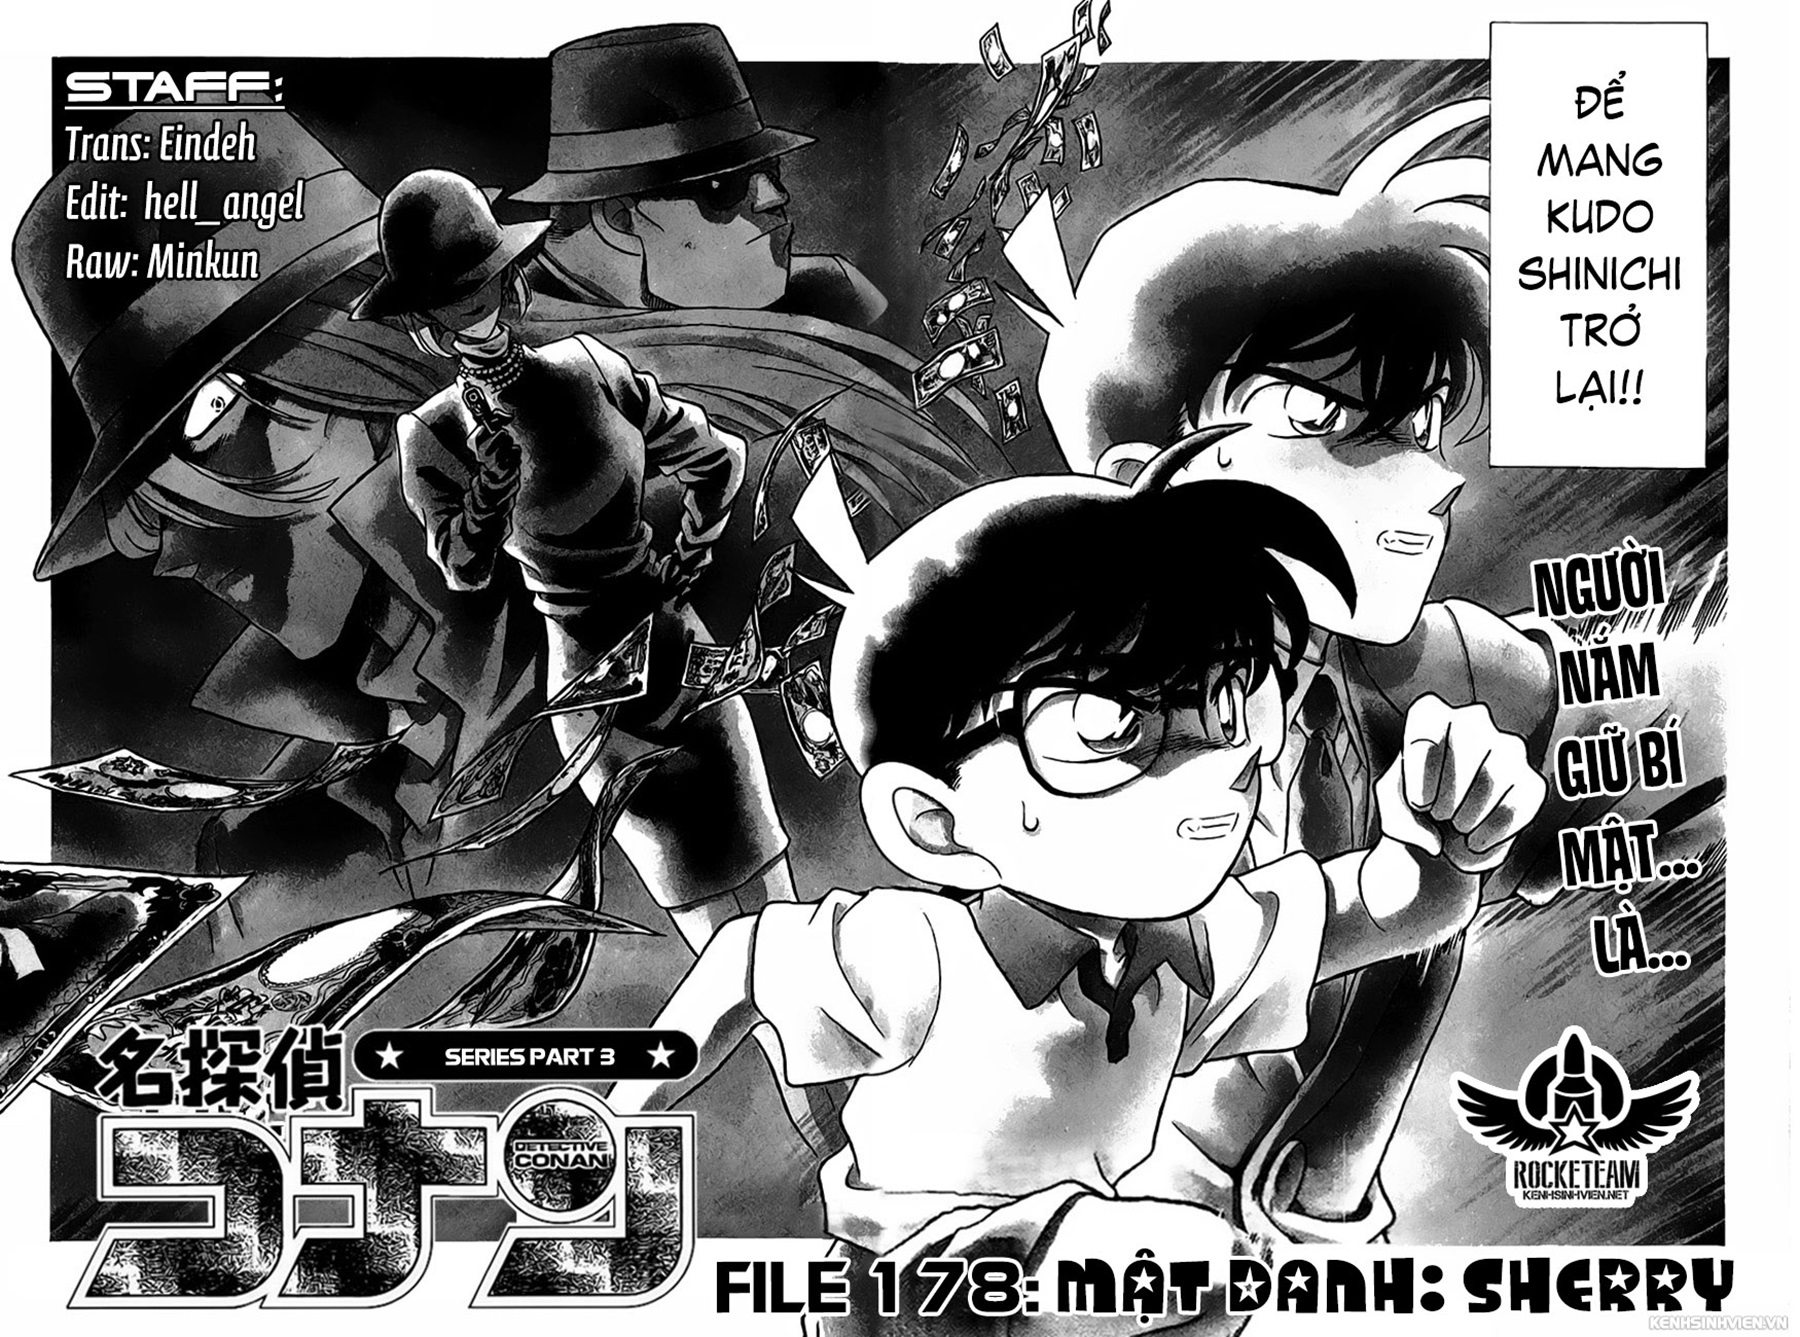 STAFF:
Trans: Eindeh
Edit: hell_angel
Raw: Minkun
ĐỂ
MANG
KUDO
SHINICHI
TRỞ
LẠI!!
NGƯỜI
NẮM
GIỮ BÍ
MẬT...
LÀ...
名探偵
SERIES PART 3
コナン
DETECTIVE
CONAN
ROCKETEAM
KENHSINHVIEN.NET
FILE 178: MẬT DANH: SHERRY
KENHSINHVIEN.VN